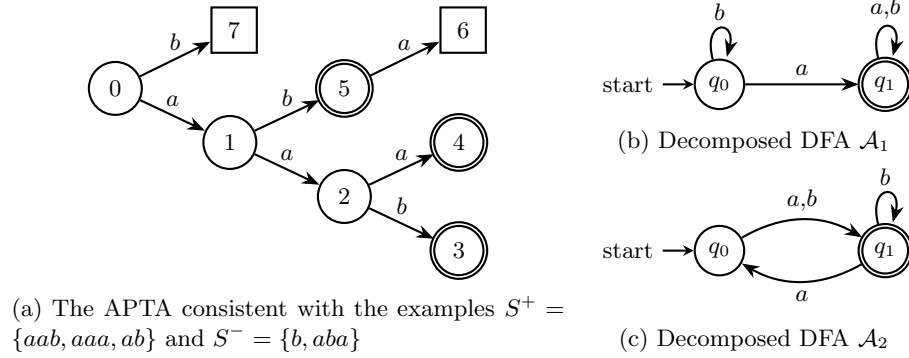 b
7
a
6
0
a
b
5
1
a
a
4
2
b
3
(a) The APTA consistent with the examples S⁺ =
{aab, aaa, ab} and S⁻ = {b, aba}
b
a,b
start
q₀
a
q₁
(b) Decomposed DFA 𝒜₁
b
a,b
start
q₀
q₁
a
(c) Decomposed DFA 𝒜₂